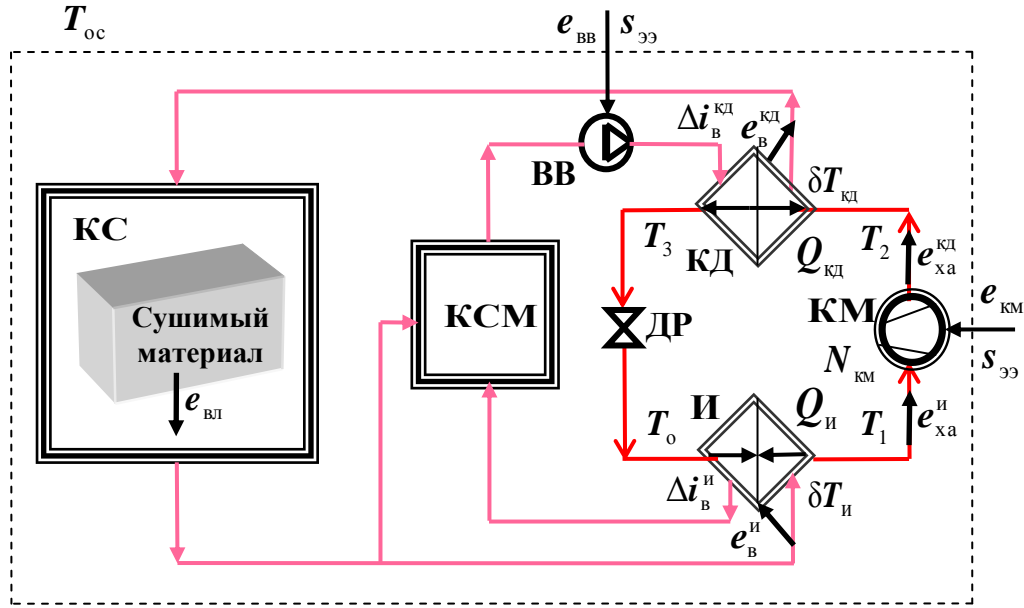 T_ос
e_вв s_ээ
Δi_в^кд e_в^кд
ВВ
δT_кд
КС
T_3 КД Q_кд T_2 e_ха^кд
Сушимый
материал
e_вл
КСМ
ДР
КМ
e_км
N_км
s_ээ
И Q_и
T_о T_1 e_ха^и
Δi_в^и δT_и
e_в^и